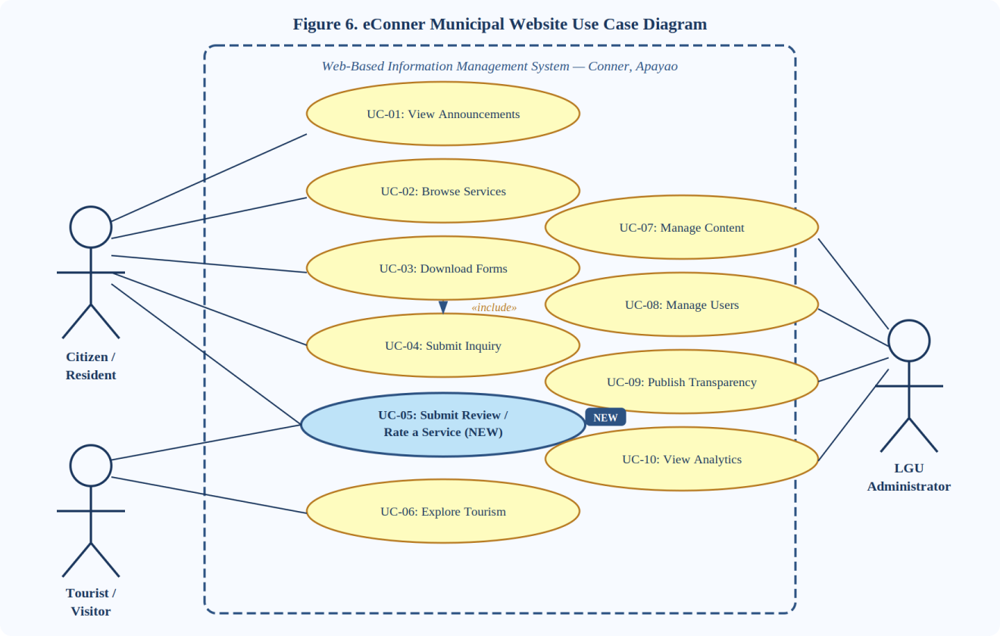 Figure 6. eConner Municipal Website Use Case Diagram
Web-Based Information Management System — Conner, Apayao
UC-01: View Announcements
UC-02: Browse Services
UC-03: Download Forms
«include»
UC-04: Submit Inquiry
UC-05: Submit Review /
Rate a Service (NEW)
NEW
UC-06: Explore Tourism
UC-07: Manage Content
UC-08: Manage Users
UC-09: Publish Transparency
UC-10: View Analytics
Citizen /
Resident
Tourist /
Visitor
LGU
Administrator